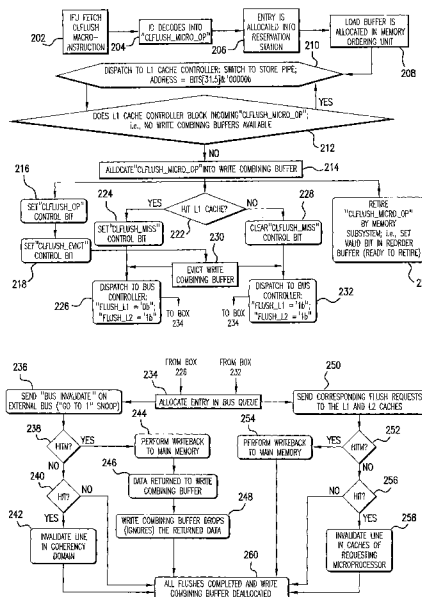 IFU FETCH
CLFLUSH
MACRO-
INSTRUCTION
202
ID DECODES INTO
"CLFLUSH_MICRO_OP"
204
ENTRY IS
ALLOCATED INTO
RESERVATION
STATION
206
LOAD BUFFER IS
ALLOCATED IN MEMORY
ORDERING UNIT
208
210
DISPATCH TO L1 CACHE CONTROLLER: SWITCH TO STORE PIPE;
YES
DOES L1 CACHE CONTROLLER BLOCK INCOMING "CLFLUSH_MICRO_OP";
i.e., NO WRITE COMBINING BUFFERS AVAILABLE
212
NO
ALLOCATE "CLFLUSH_MICRO_OP" INTO WRITE COMBINING BUFFER
214
216
SET "CLFLUSH_OP"
CONTROL BIT
SET "CLFLUSH_EVICT"
CONTROL BIT
218
224
YES
HIT L1 CACHE?
222
NO
228
SET "CLFLUSH_MISS"
CONTROL BIT
CLEAR "CLFLUSH_MISS"
CONTROL BIT
230
EVICT WRITE
COMBINING BUFFER
RETIRE
"CLFLUSH_MICRO_OP"
BY MEMORY
SUBSYSTEM; i.e., SET
VALID BIT IN REORDER
BUFFER (READY TO RETIRE)
DISPATCH TO BUS
CONTROLLER:
"FLUSH_L1 = '0b'";
"FLUSH_L2 = '1b'"
226
TO BOX
234
TO BOX
234
DISPATCH TO BUS
CONTROLLER:
"FLUSH_L1 = '1b'";
"FLUSH_L2 = '1b'"
232
236
FROM BOX
226
FROM BOX
232
250
SEND "BUS INVALIDATE" ON
EXTERNAL BUS ("GO TO I" SNOOP)
234
ALLOCATE ENTRY IN BUS QUEUE
SEND CORRESPONDING FLUSH REQUESTS
TO THE L1 AND L2 CACHES
238
HITM?
YES
244
PERFORM WRITEBACK
TO MAIN MEMORY
254
PERFORM WRITEBACK
TO MAIN MEMORY
YES
HITM?
252
NO
246
DATA RETURNED TO WRITE
COMBINING BUFFER
NO
240
HIT?
NO
YES
248
WRITE COMBINING BUFFER DROPS
(IGNORES) THE RETURNED DATA
NO
HIT?
256
YES
242
INVALIDATE LINE
IN COHERENCY
DOMAIN
260
INVALIDATE LINE
IN CACHES OF
REQUESTING
MICROPROCESSOR
258
ALL FLUSHES COMPLETED AND WRITE
COMBINING BUFFER DEALLOCATED